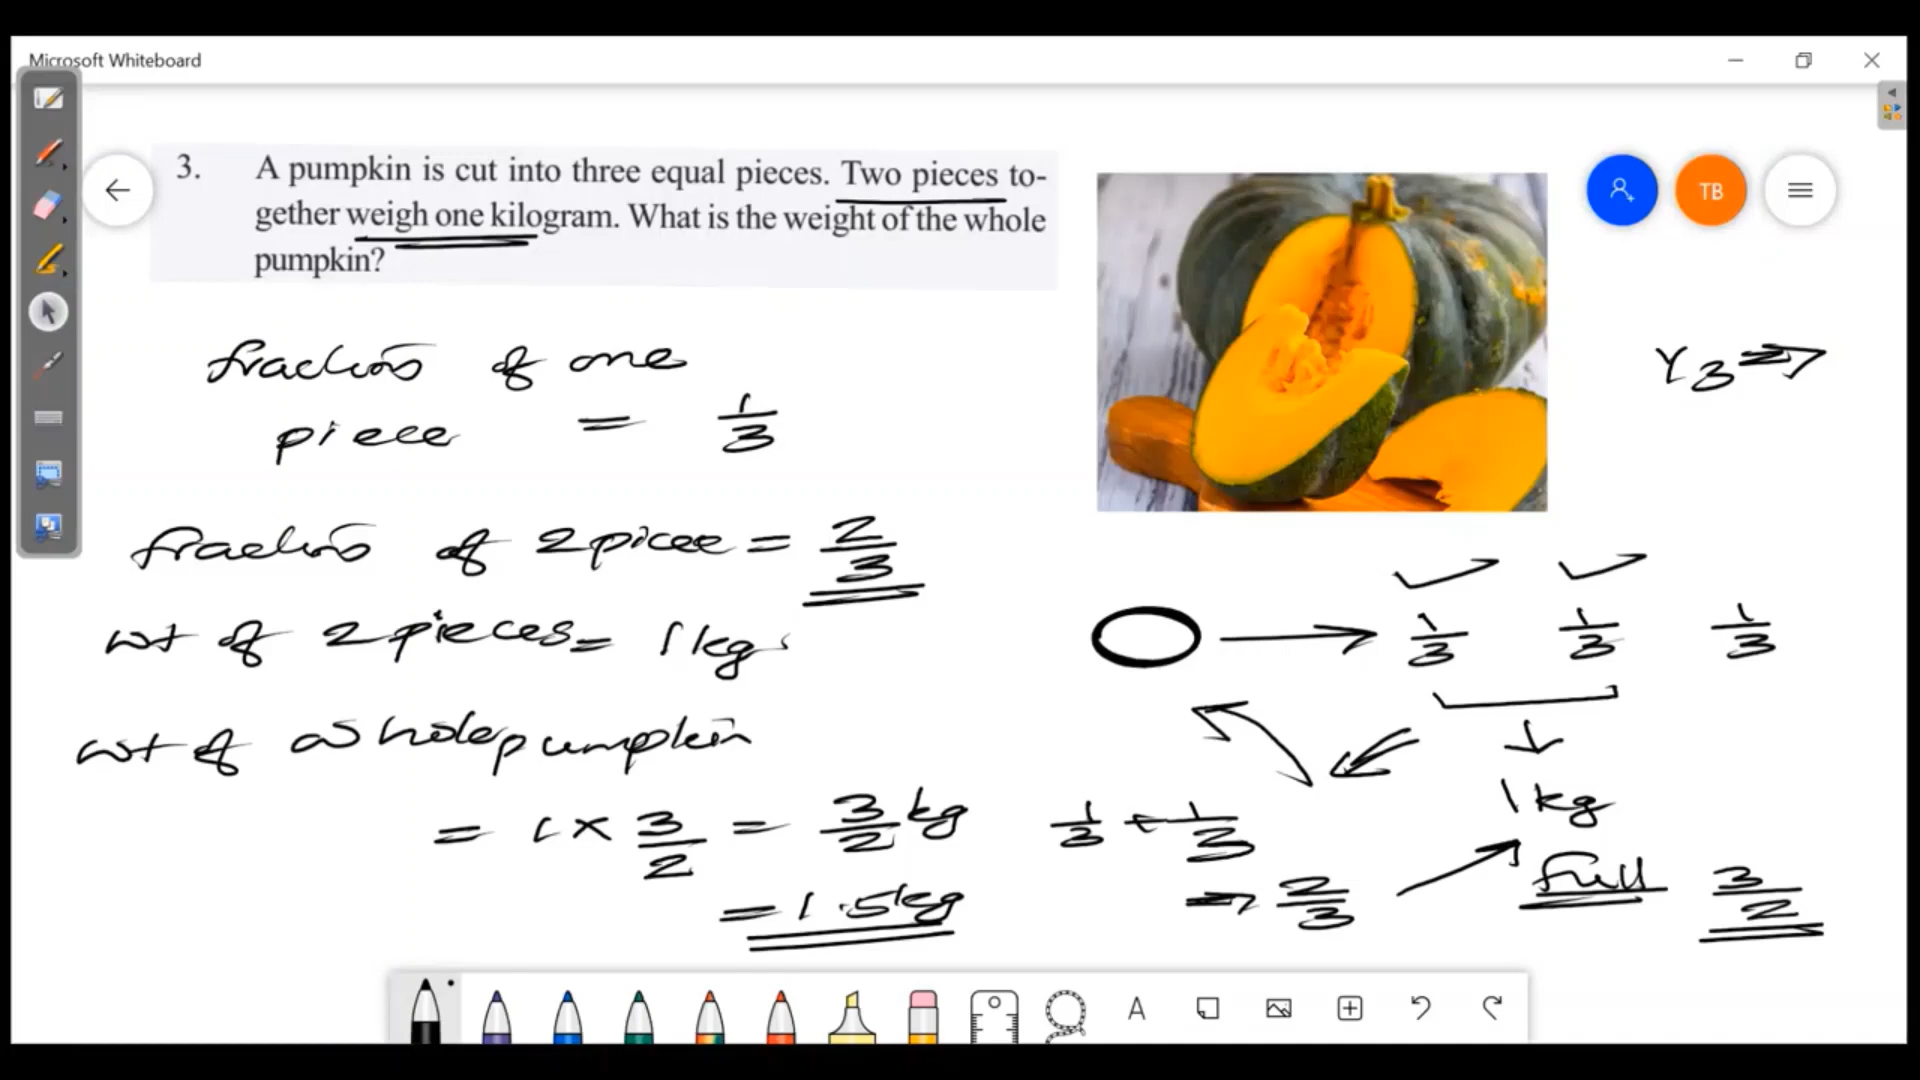 Microsoft Whiteboard
3. A pumpkin is cut into three equal pieces. Two pieces to-
gether weigh one kilogram. What is the weight of the whole
pumpkin?
TB
fraction of one
piece = 1/3
fraction of 2 piece = 2/3
wt of 2 pieces = 1 kg
wt of whole pumpkin
= 1 × 3/2 = 3/2 kg
= 1.5 kg
1/3 1/3 1/3
1 kg
1/3 + 1/3
⇒ 2/3
full 3/2
A